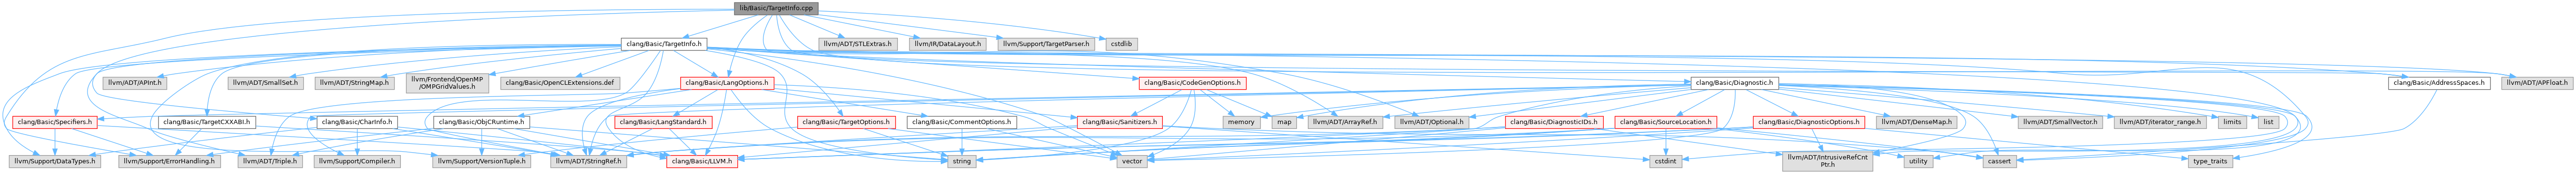 lib/Basic/TargetInfo.cpp
clang/Basic/TargetInfo.h
llvm/ADT/STLExtras.h
llvm/IR/DataLayout.h
llvm/Support/TargetParser.h
cstdlib
llvm/ADT/APInt.h
llvm/ADT/SmallSet.h
llvm/ADT/StringMap.h
llvm/Frontend/OpenMP
/OMPGridValues.h
clang/Basic/OpenCLExtensions.def
clang/Basic/LangOptions.h
clang/Basic/CodeGenOptions.h
clang/Basic/Diagnostic.h
clang/Basic/AddressSpaces.h
llvm/ADT/APFloat.h
clang/Basic/Specifiers.h
clang/Basic/TargetCXXABI.h
clang/Basic/CharInfo.h
clang/Basic/ObjCRuntime.h
clang/Basic/LangStandard.h
clang/Basic/TargetOptions.h
clang/Basic/CommentOptions.h
clang/Basic/Sanitizers.h
memory
map
llvm/ADT/ArrayRef.h
llvm/ADT/Optional.h
clang/Basic/DiagnosticIDs.h
clang/Basic/SourceLocation.h
clang/Basic/DiagnosticOptions.h
llvm/ADT/DenseMap.h
llvm/ADT/SmallVector.h
llvm/ADT/iterator_range.h
limits
list
llvm/Support/DataTypes.h
llvm/Support/ErrorHandling.h
llvm/ADT/Triple.h
llvm/Support/Compiler.h
llvm/Support/VersionTuple.h
llvm/ADT/StringRef.h
clang/Basic/LLVM.h
string
vector
cstdint
llvm/ADT/IntrusiveRefCnt
Ptr.h
utility
cassert
type_traits